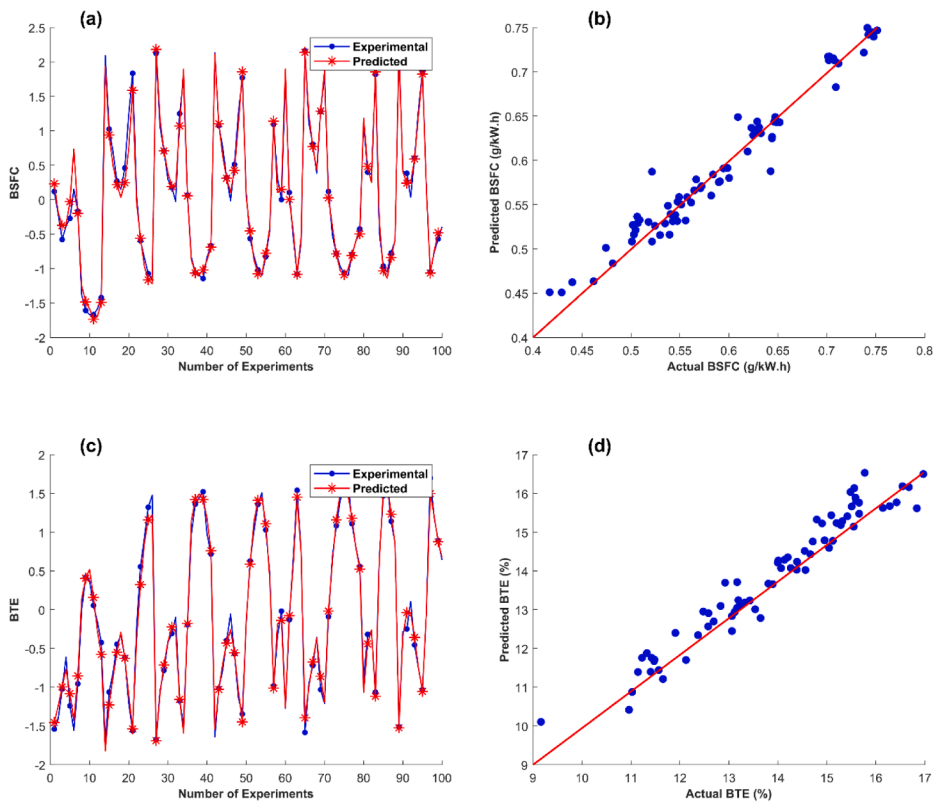 (a)
2.5
2
1.5
1
0.5
0
-0.5
-1
-1.5
-2
BSFC
Experimental
Predicted
0 10 20 30 40 50 60 70 80 90 100
Number of Experiments
(b)
0.75
0.7
0.65
0.6
0.55
0.5
0.45
0.4
Predicted BSFC (g/kW.h)
0.4 0.45 0.5 0.55 0.6 0.65 0.7 0.75 0.8
Actual BSFC (g/kW.h)
(c)
2
1.5
1
0.5
0
-0.5
-1
-1.5
-2
BTE
Experimental
Predicted
0 10 20 30 40 50 60 70 80 90 100
Number of Experiments
(d)
17
16
15
14
13
12
11
10
9
Predicted BTE (%)
9 10 11 12 13 14 15 16 17
Actual BTE (%)